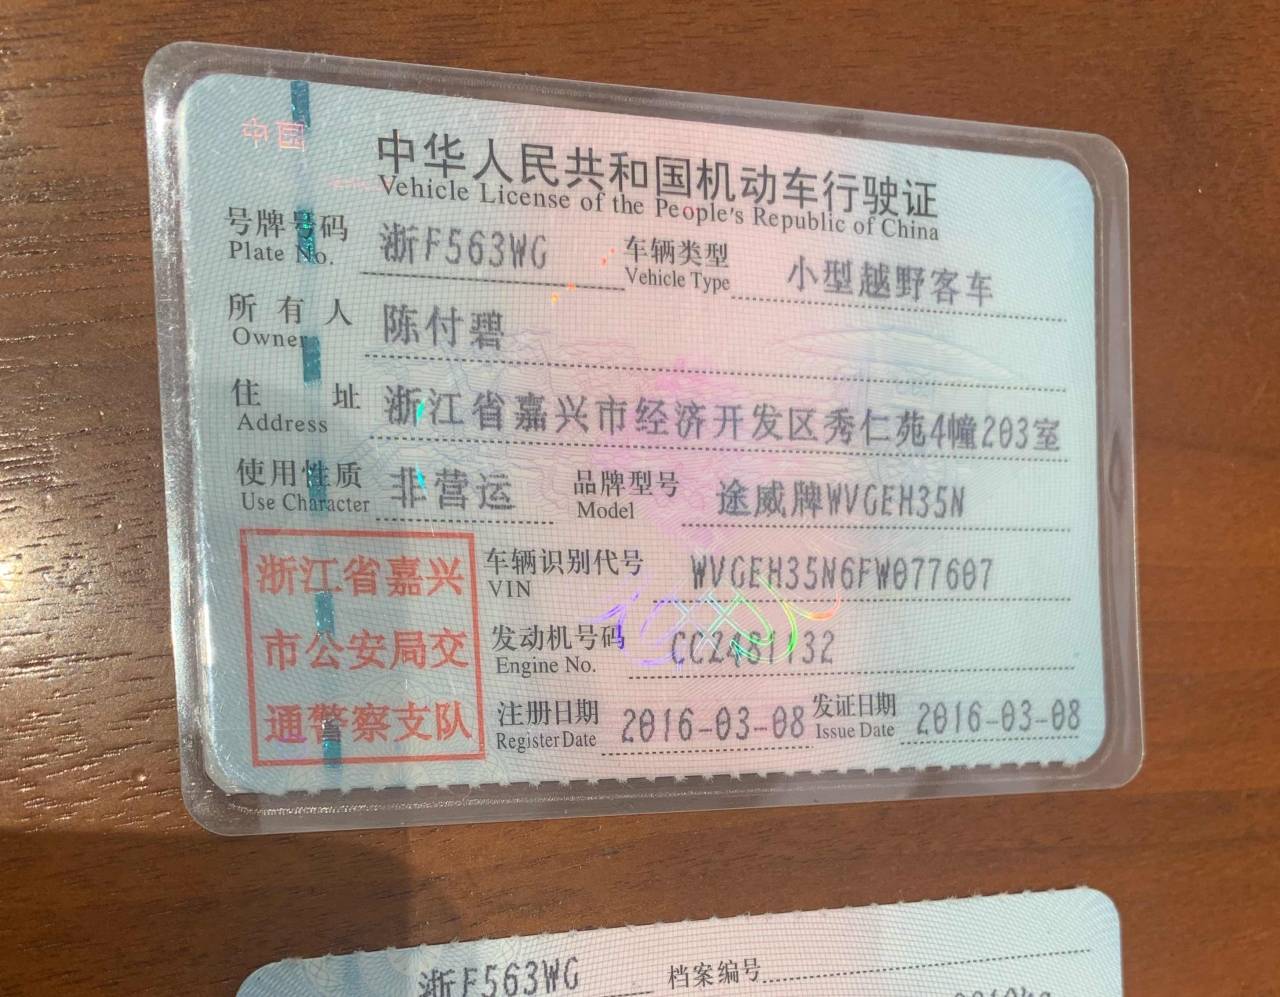 中国
中华人民共和国机动车行驶证
Vehicle License of the People's Republic of China
号牌号码 浙F563WG 车辆类型 小型越野客车
Plate No. Vehicle Type
所有人 陈付碧
Owner
住址 浙江省嘉兴市经济开发区秀仁苑4幢203室
Address
使用性质 非营运 品牌型号 途威牌WVGEH35N
Use Character Model
浙江省嘉兴
市公安局交
通警察支队
车辆识别代号 WVGEH35N6FW077607
VIN
发动机号码 CCZ481132
Engine No.
注册日期 2016-03-08 发证日期 2016-03-08
Register Date Issue Date
浙F563WG 档案编号